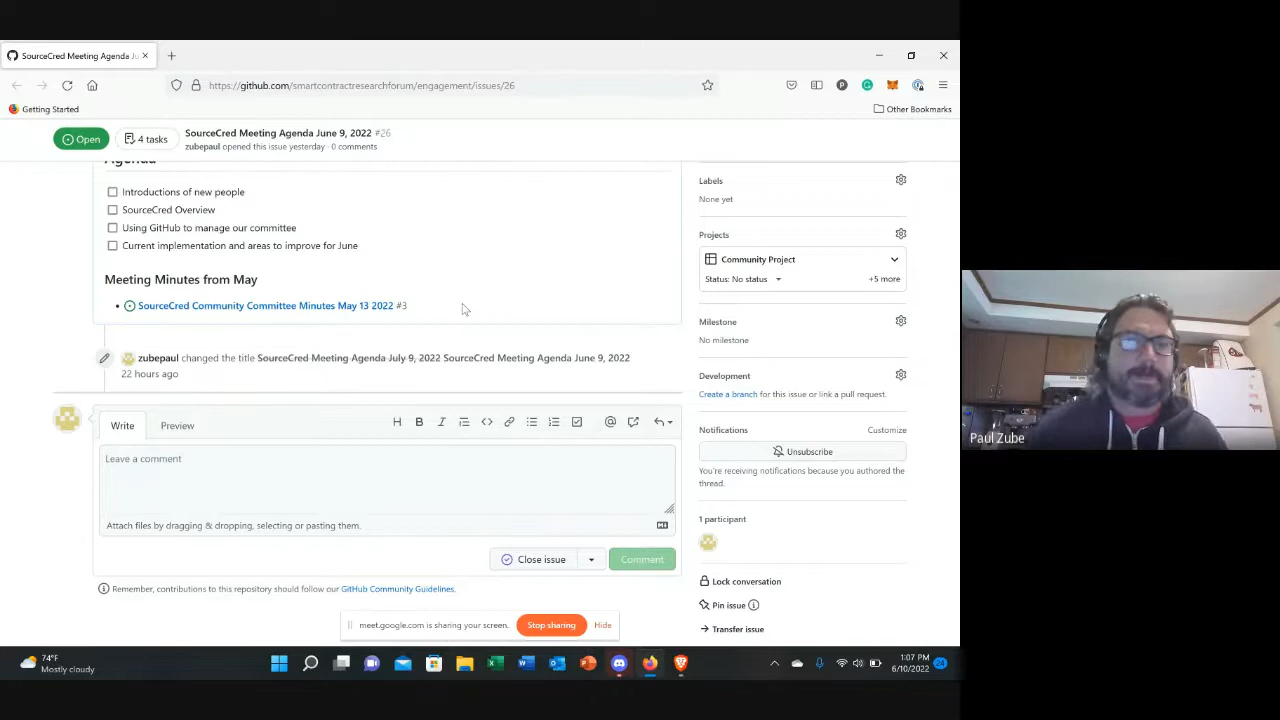 SourceCred Meeting Agenda Ju
https://github.com/smartcontractresearchforum/engagement/issues/26
Getting Started
Other Bookmarks
Open
4 tasks
SourceCred Meeting Agenda June 9, 2022 #26
zubepaul opened this issue yesterday · 0 comments
Agenda
Introductions of new people
SourceCred Overview
Using GitHub to manage our committee
Current implementation and areas to improve for June
Meeting Minutes from May
• SourceCred Community Committee Minutes May 13 2022 #3
zubepaul changed the title SourceCred Meeting Agenda July 9, 2022 SourceCred Meeting Agenda June 9, 2022
22 hours ago
Write
Preview
H B I
Leave a comment
Attach files by dragging & dropping, selecting or pasting them.
Close issue
Comment
Remember, contributions to this repository should follow our GitHub Community Guidelines.
Labels
None yet
Projects
Community Project
Status: No status
+5 more
Milestone
No milestone
Development
Create a branch for this issue or link a pull request.
Notifications
Customize
Unsubscribe
You're receiving notifications because you authored the
thread.
1 participant
Lock conversation
Pin issue
Transfer issue
meet.google.com is sharing your screen.
Stop sharing
Hide
74°F
Mostly cloudy
1:07 PM
6/10/2022
24
Paul Zube